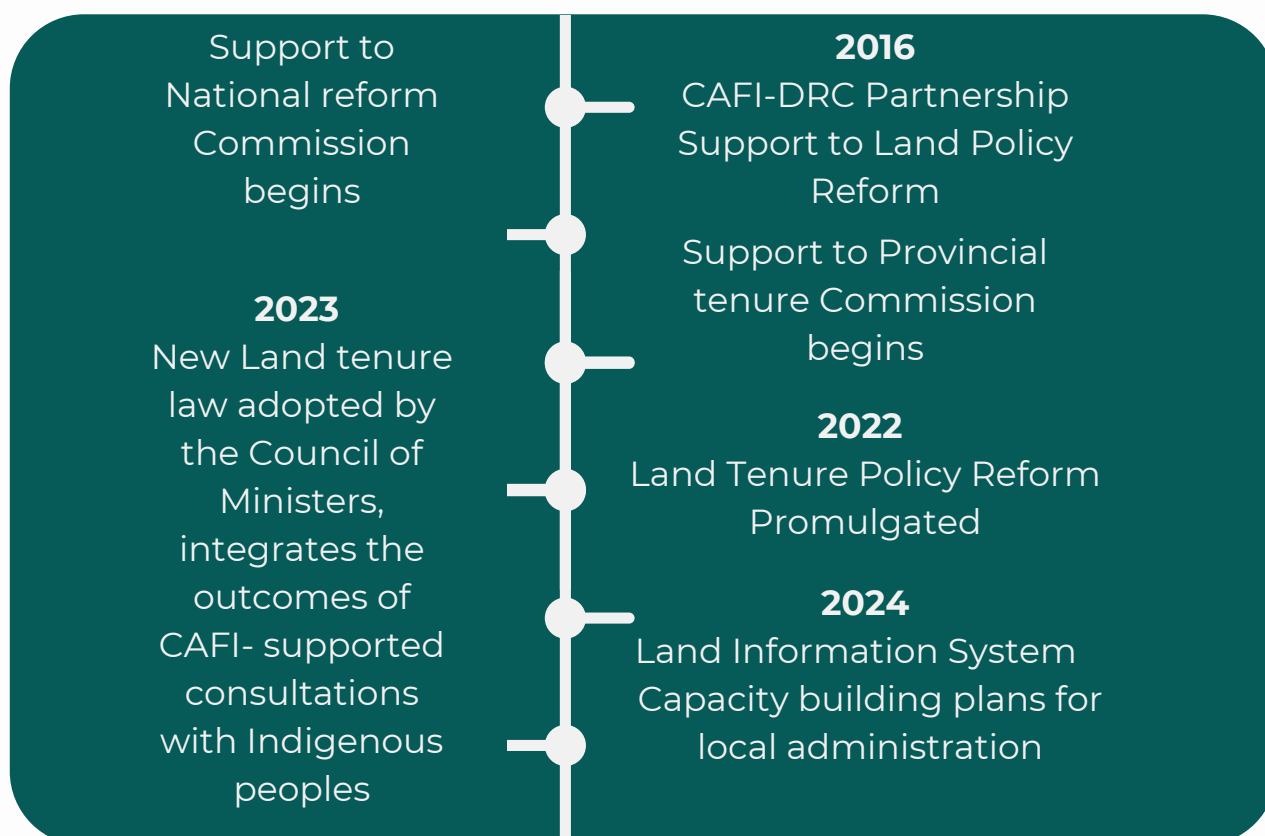 Support to
National reform
Commission
begins
2023
New Land tenure
law adopted by
the Council of
Ministers,
integrates the
outcomes of
CAFI- supported
consultations
with Indigenous
peoples
2016
CAFI-DRC Partnership
Support to Land Policy
Reform
Support to Provincial
tenure Commission
begins
2022
Land Tenure Policy Reform
Promulgated
2024
Land Information System
Capacity building plans for
local administration